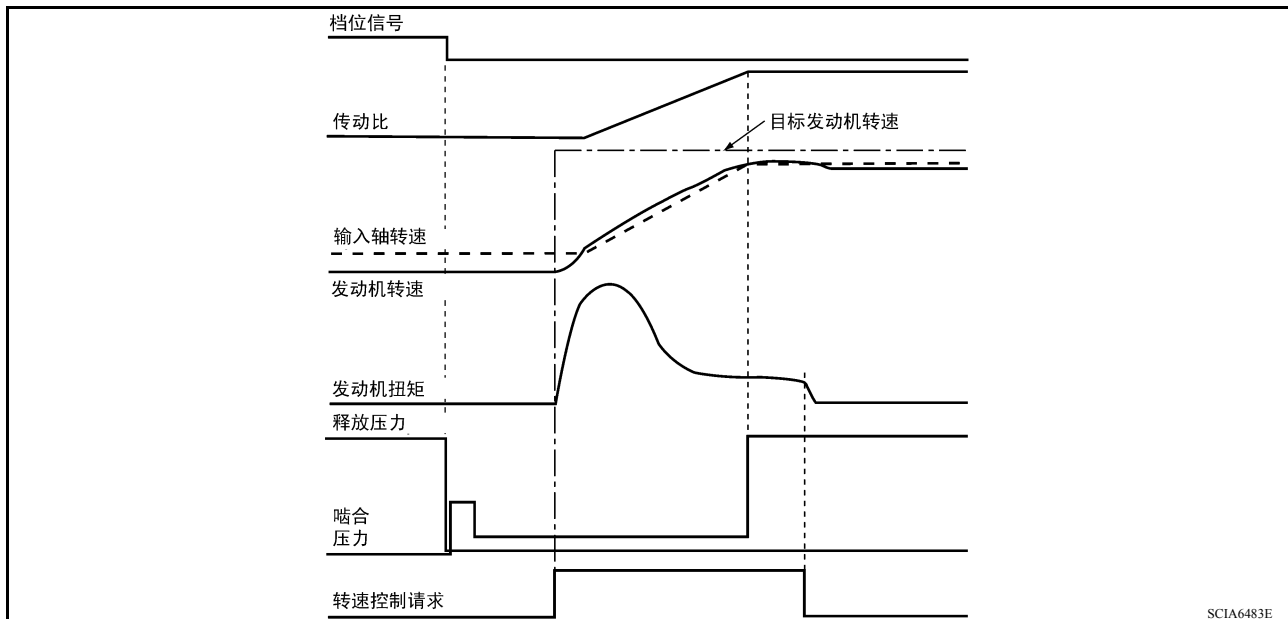 档位信号
传动比
目标发动机转速
输入轴转速
发动机转速
发动机扭矩
释放压力
啮合
压力
转速控制请求
SCIA6483E